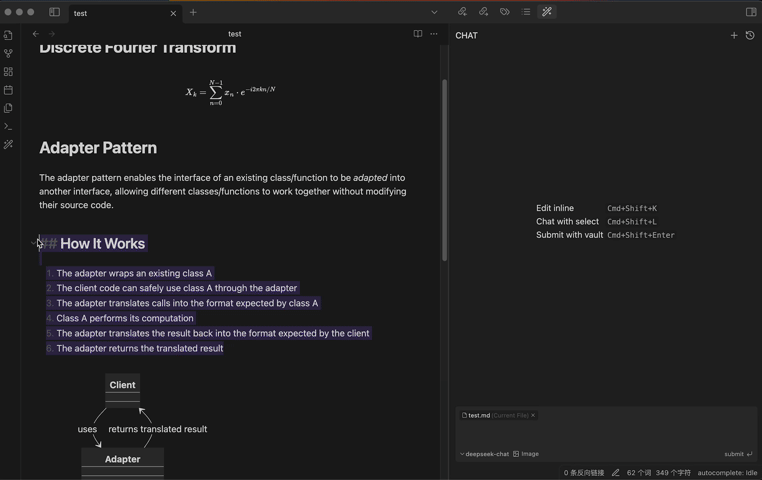 test
test
CHAT
Discrete Fourier Transform
X_k = \sum_{n=0}^{N-1} x_n · e^{-i2πkn/N}
Adapter Pattern
The adapter pattern enables the interface of an existing class/function to be adapted into
another interface, allowing different classes/functions to work together without modifying
their source code.
## How It Works
1. The adapter wraps an existing class A
2. The client code can safely use class A through the adapter
3. The adapter translates calls into the format expected by class A
4. Class A performs its computation
5. The adapter translates the result back into the format expected by the client
6. The adapter returns the translated result
Client
uses returns translated result
Adapter
Edit inline Cmd+Shift+K
Chat with select Cmd+Shift+L
Submit with vault Cmd+Shift+Enter
test.md (Current File) ×
deepseek-chat Image submit
0 条反向链接 62 个词 349 个字符 autocomplete: Idle